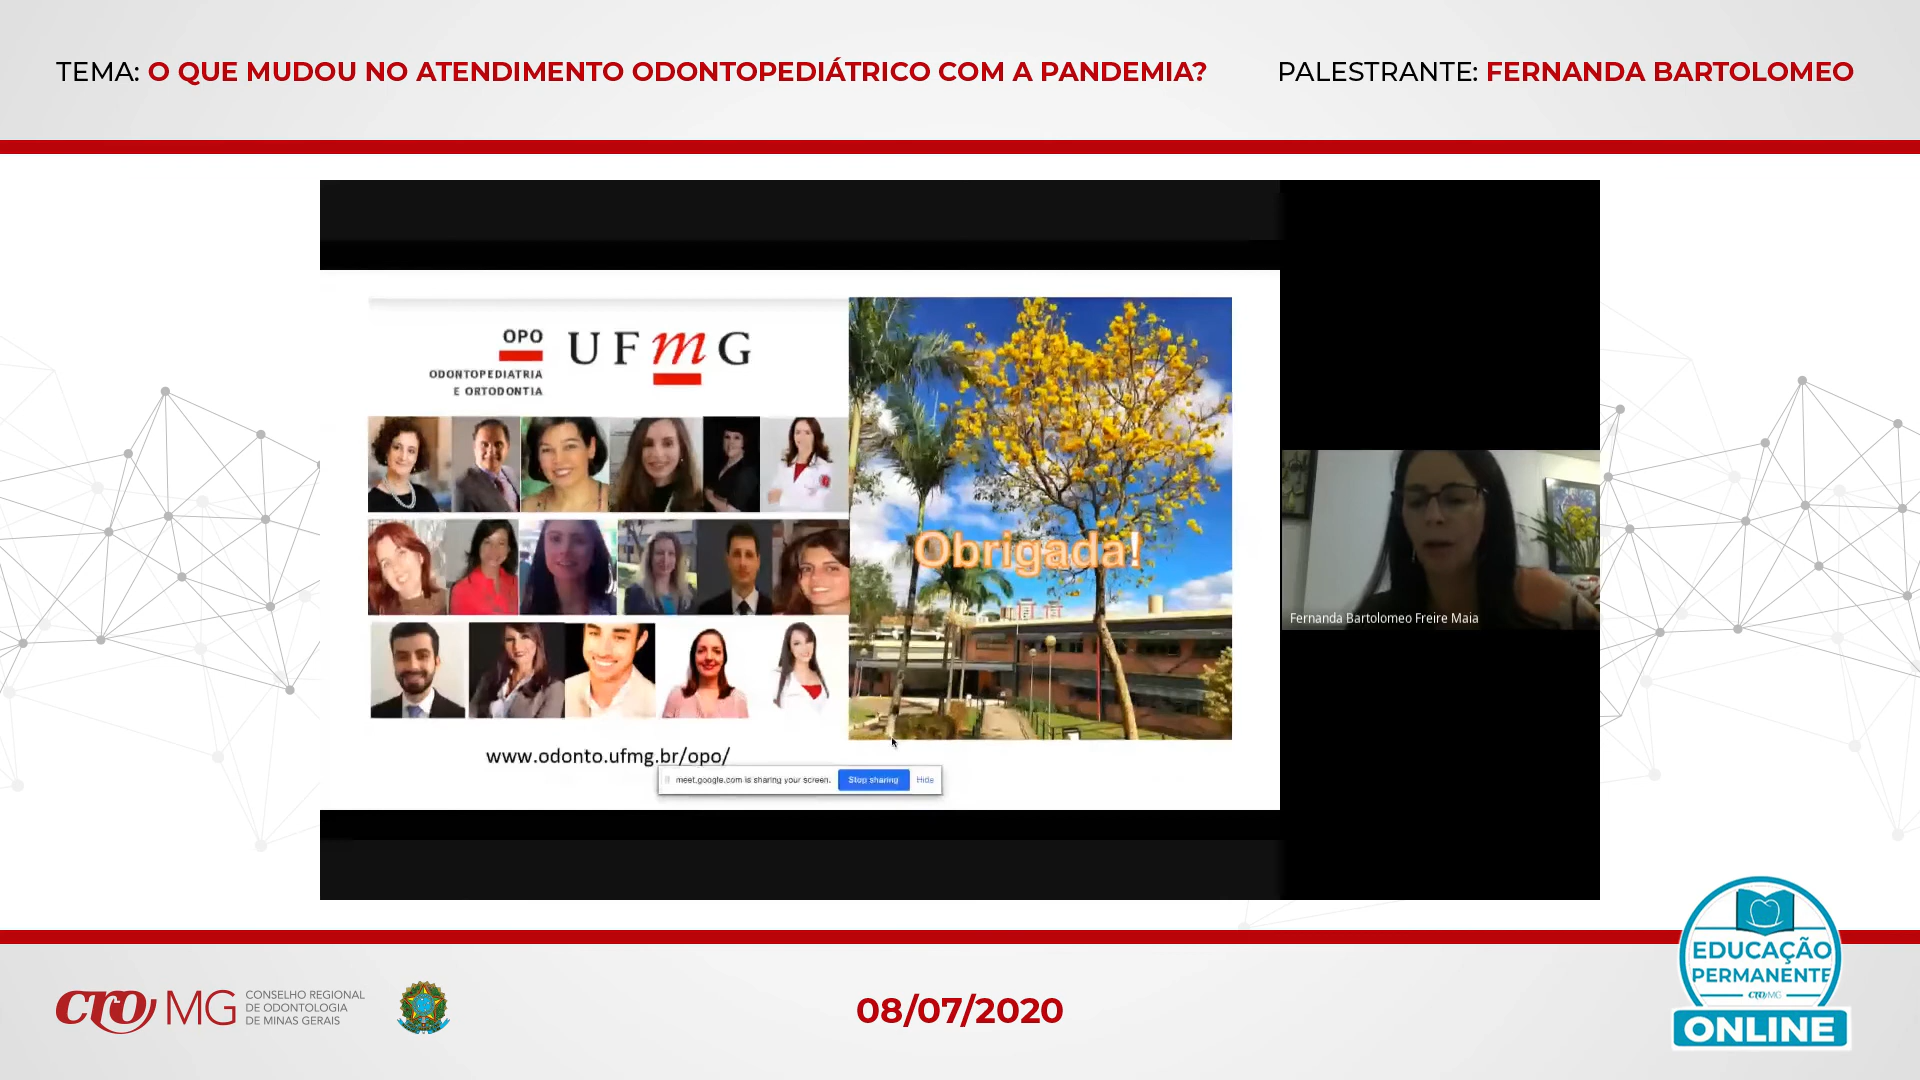 TEMA: O QUE MUDOU NO ATENDIMENTO ODONTOPEDIÁTRICO COM A PANDEMIA?
PALESTRANTE: FERNANDA BARTOLOMEO
OPO
ODONTOPEDIATRIA
E ORTODONTIA
UFmG
Obrigada!
www.odonto.ufmg.br/opo/
meet.google.com is sharing your screen.
Stop sharing
Hide
Fernanda Bartolomeo Freire Maia
CRO MG
CONSELHO REGIONAL
DE ODONTOLOGIA
DE MINAS GERAIS
08/07/2020
EDUCAÇÃO
PERMANENTE
CRO MG
ONLINE